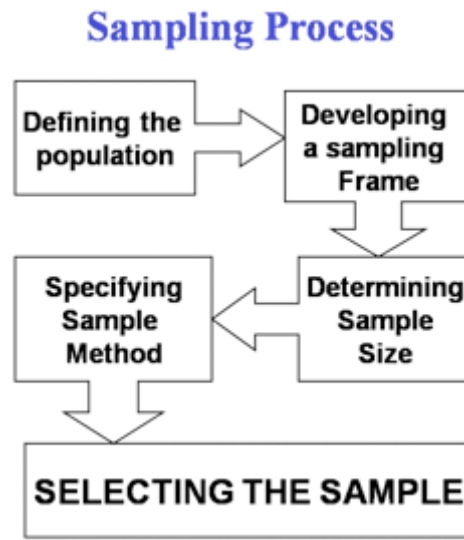 Sampling Process
Defining the
population
Developing
a sampling
Frame
Determining
Sample
Size
Specifying
Sample
Method
SELECTING THE SAMPLE